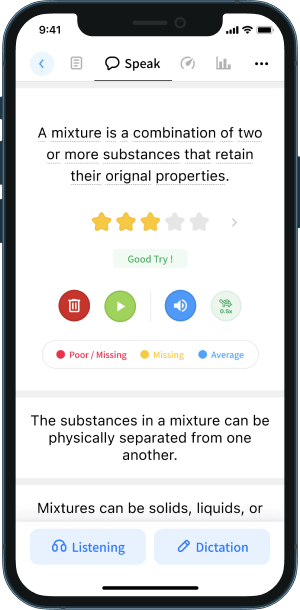 9:41
Speak
A mixture is a combination of two
or more substances that retain
their orignal properties.
Good Try !
0.5x
Poor / Missing
Missing
Average
The substances in a mixture can be
physically separated from one
another.
Mixtures can be solids, liquids, or
Listening
Dictation